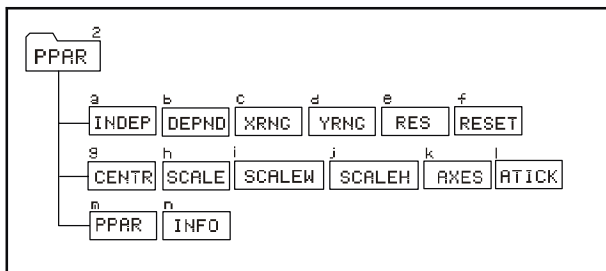 2
PPAR
a b c d e f
INDEP DEPND XRNG YRNG RES RESET
g h i j k l
CENTR SCALE SCALEW SCALEH AXES ATICK
m n
PPAR INFO